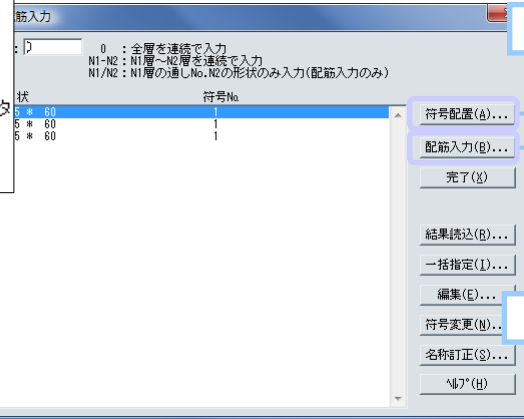 筋入力
0 : 全層を連続で入力
N1-N2 : N1層～N2層を連続で入力
N1/N2 : N1層の通しNo.N2の形状のみ入力(配筋入力のみ)
タ
状 符号No.
5 * 60 1
5 * 60 1
5 * 60 1
符号配置(A)...
配筋入力(B)...
完了(X)
結果読込(R)...
一括指定(I)...
編集(E)...
符号変更(N)..
名称訂正(S)...
ﾍﾙﾌﾟ(H)